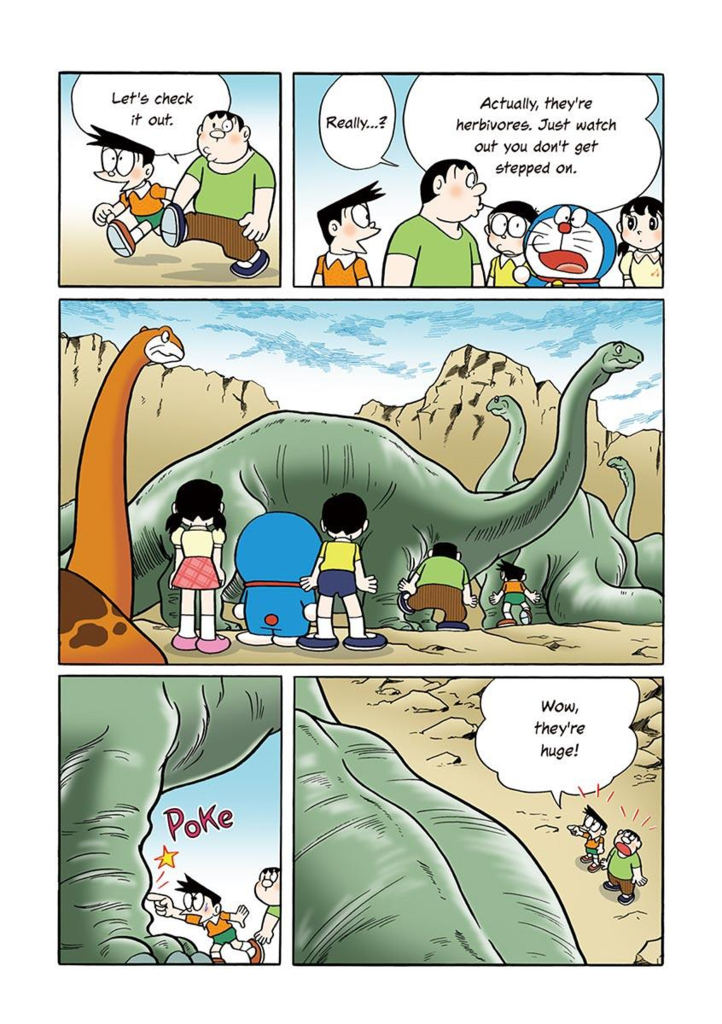 Actually, they're
herbivores. Just watch
out you don't get
stepped on.
Really...?
Let's check
it out.
Wow,
they're
huge!
Poke